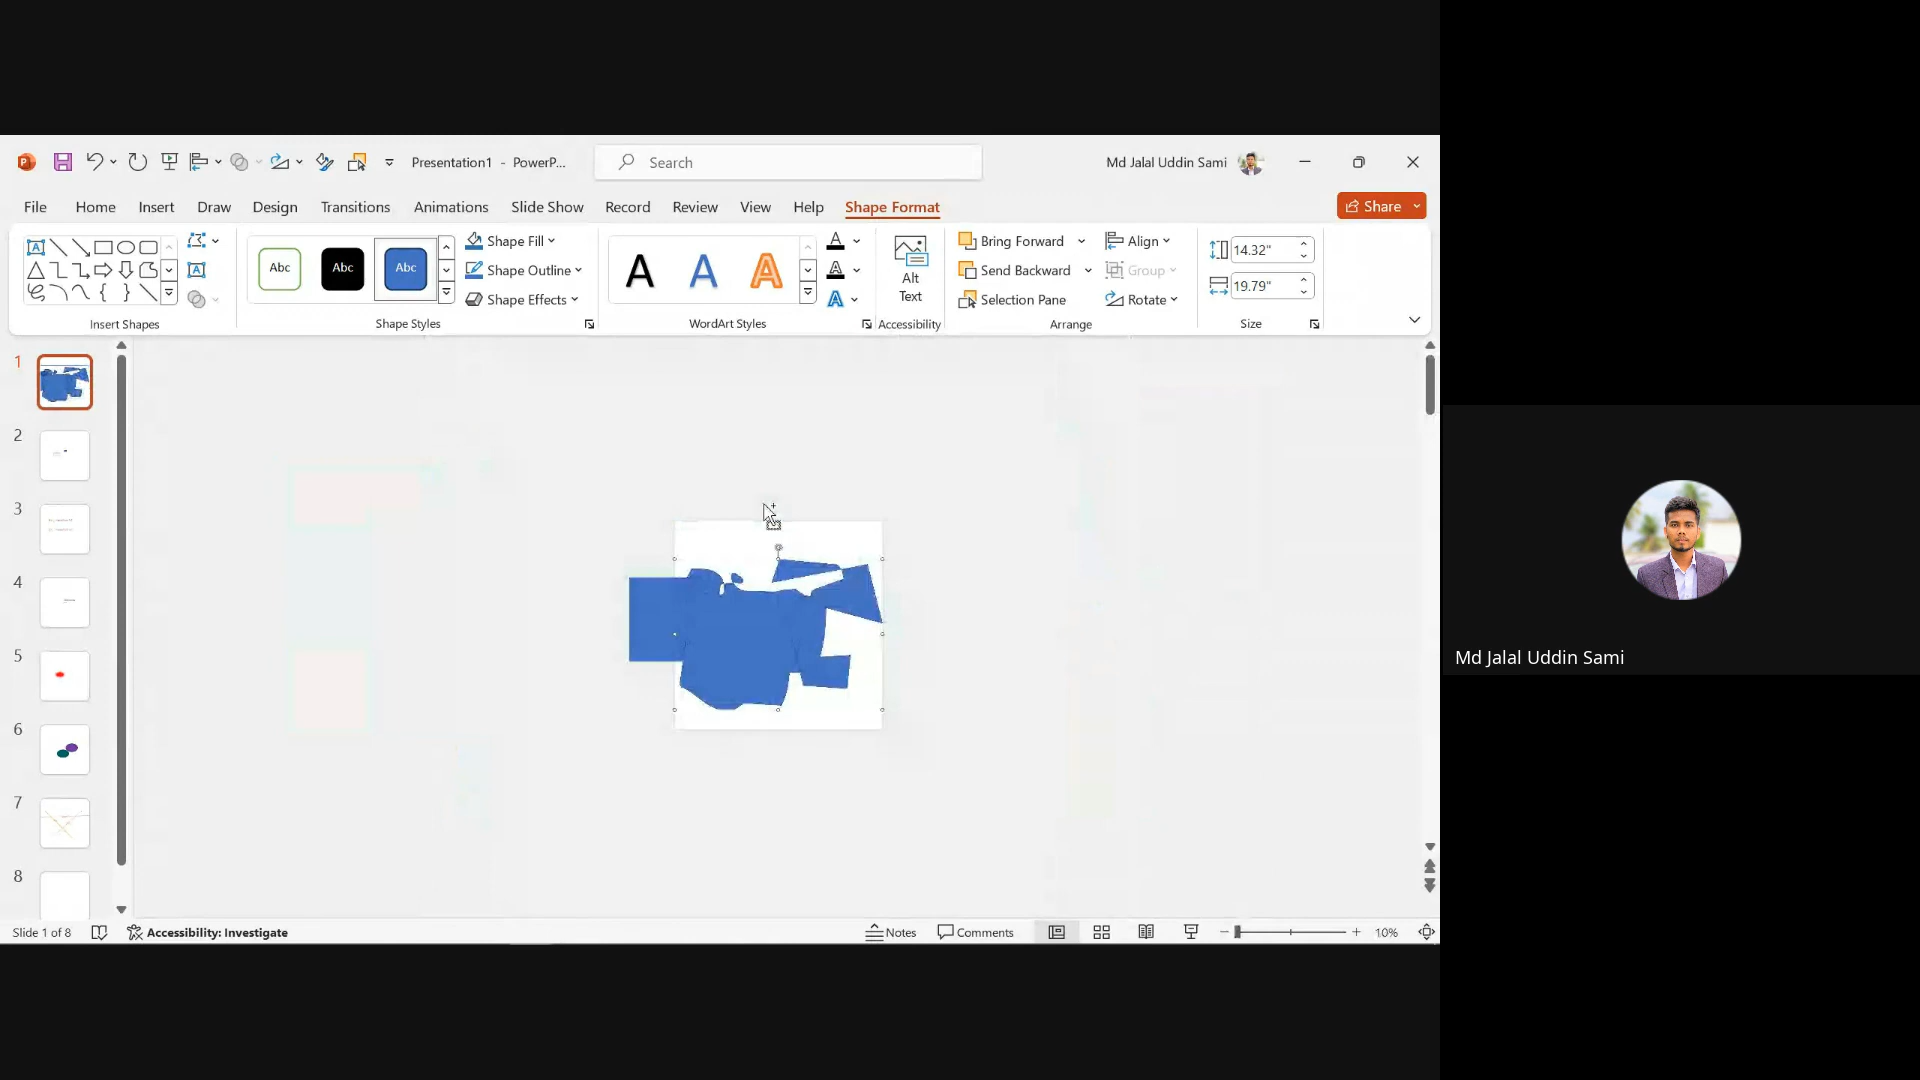 Presentation1 - PowerP...
Search
Md Jalal Uddin Sami
File Home Insert Draw Design Transitions Animations Slide Show Record Review View Help Shape Format
Share
Abc Abc Abc
Shape Fill
Shape Outline
Shape Effects
A A A
Alt
Text
Bring Forward
Send Backward
Selection Pane
Align
Group
Rotate
14.32"
19.79"
Insert Shapes Shape Styles WordArt Styles Accessibility Arrange Size
1
2
3
4
5
6
7
8
Slide 1 of 8
Accessibility: Investigate
Notes
Comments
10%
Md Jalal Uddin Sami